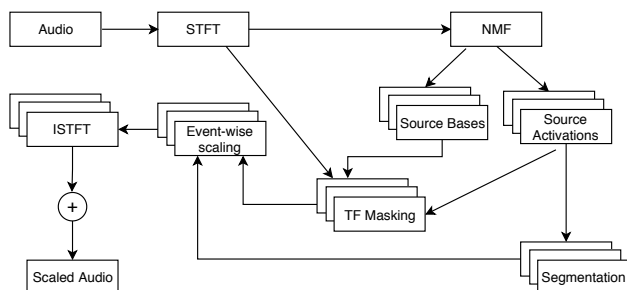 Audio
STFT
NMF
ISTFT
Event-wise
scaling
Source Bases
Source
Activations
TF Masking
+
Scaled Audio
Segmentation